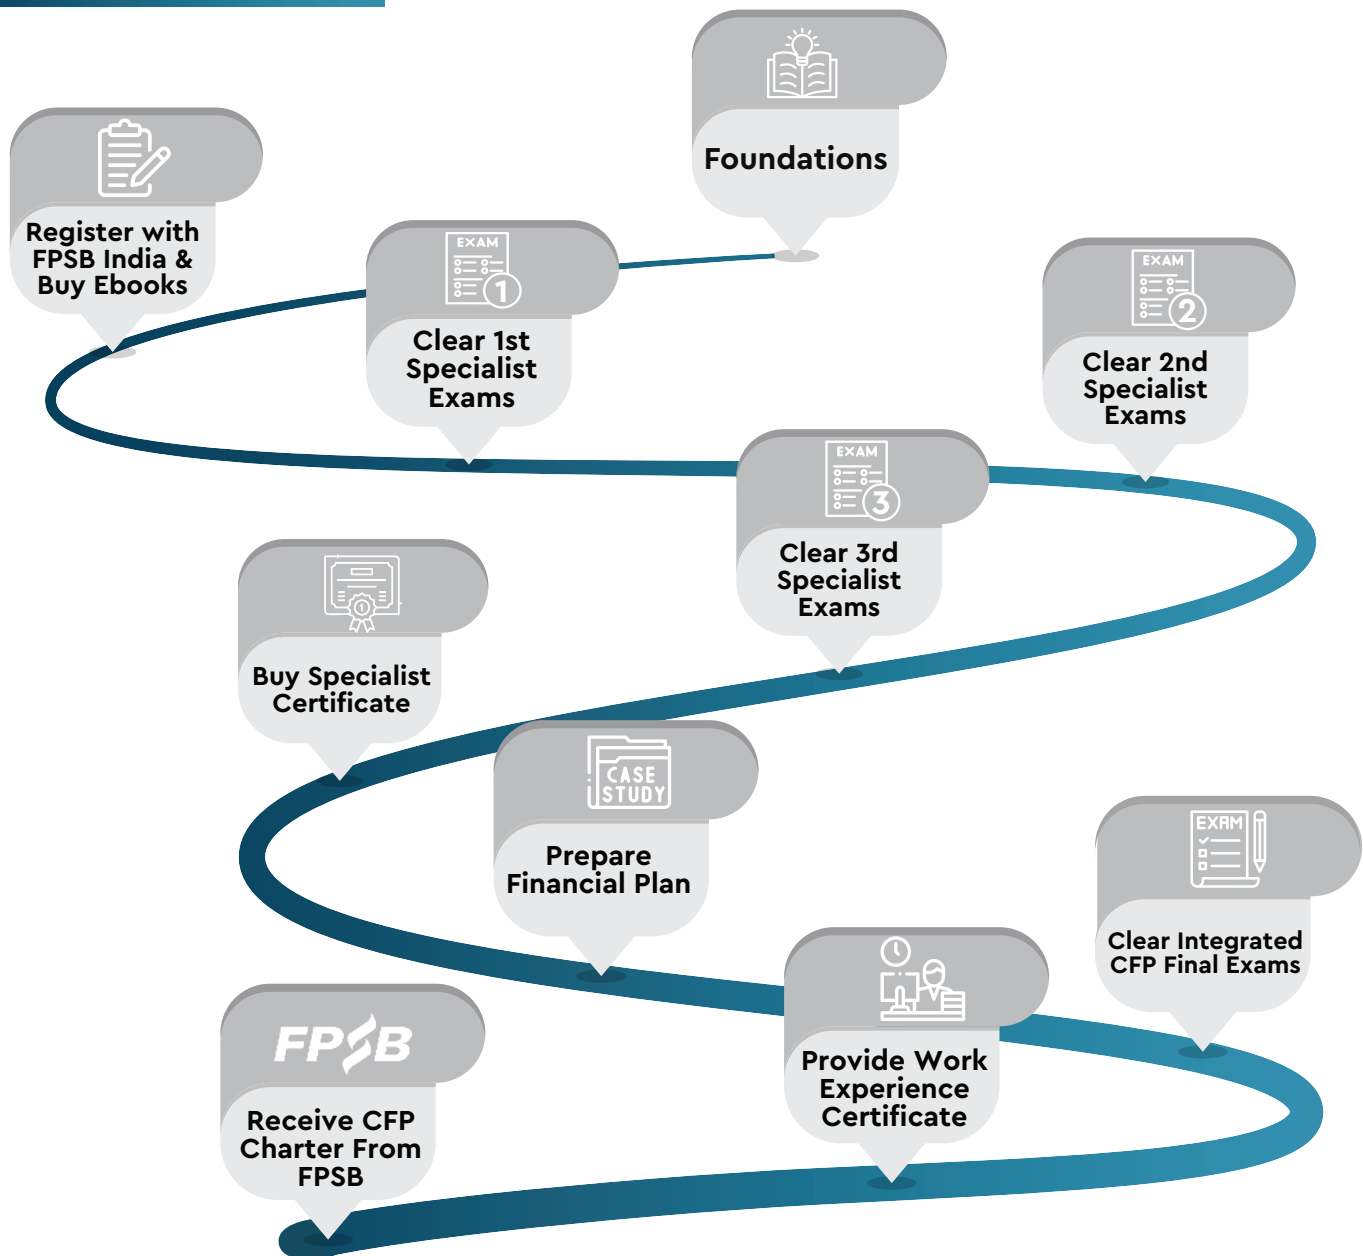 Foundations
Register with
FPSB India &
Buy Ebooks
EXAM
1
Clear 1st
Specialist
Exams
EXAM
2
Clear 2nd
Specialist
Exams
EXAM
3
Clear 3rd
Specialist
Exams
1
Buy Specialist
Certificate
CASE
STUDY
Prepare
Financial Plan
EXAM
Clear Integrated
CFP Final Exams
Provide Work
Experience
Certificate
FPSB
Receive CFP
Charter From
FPSB